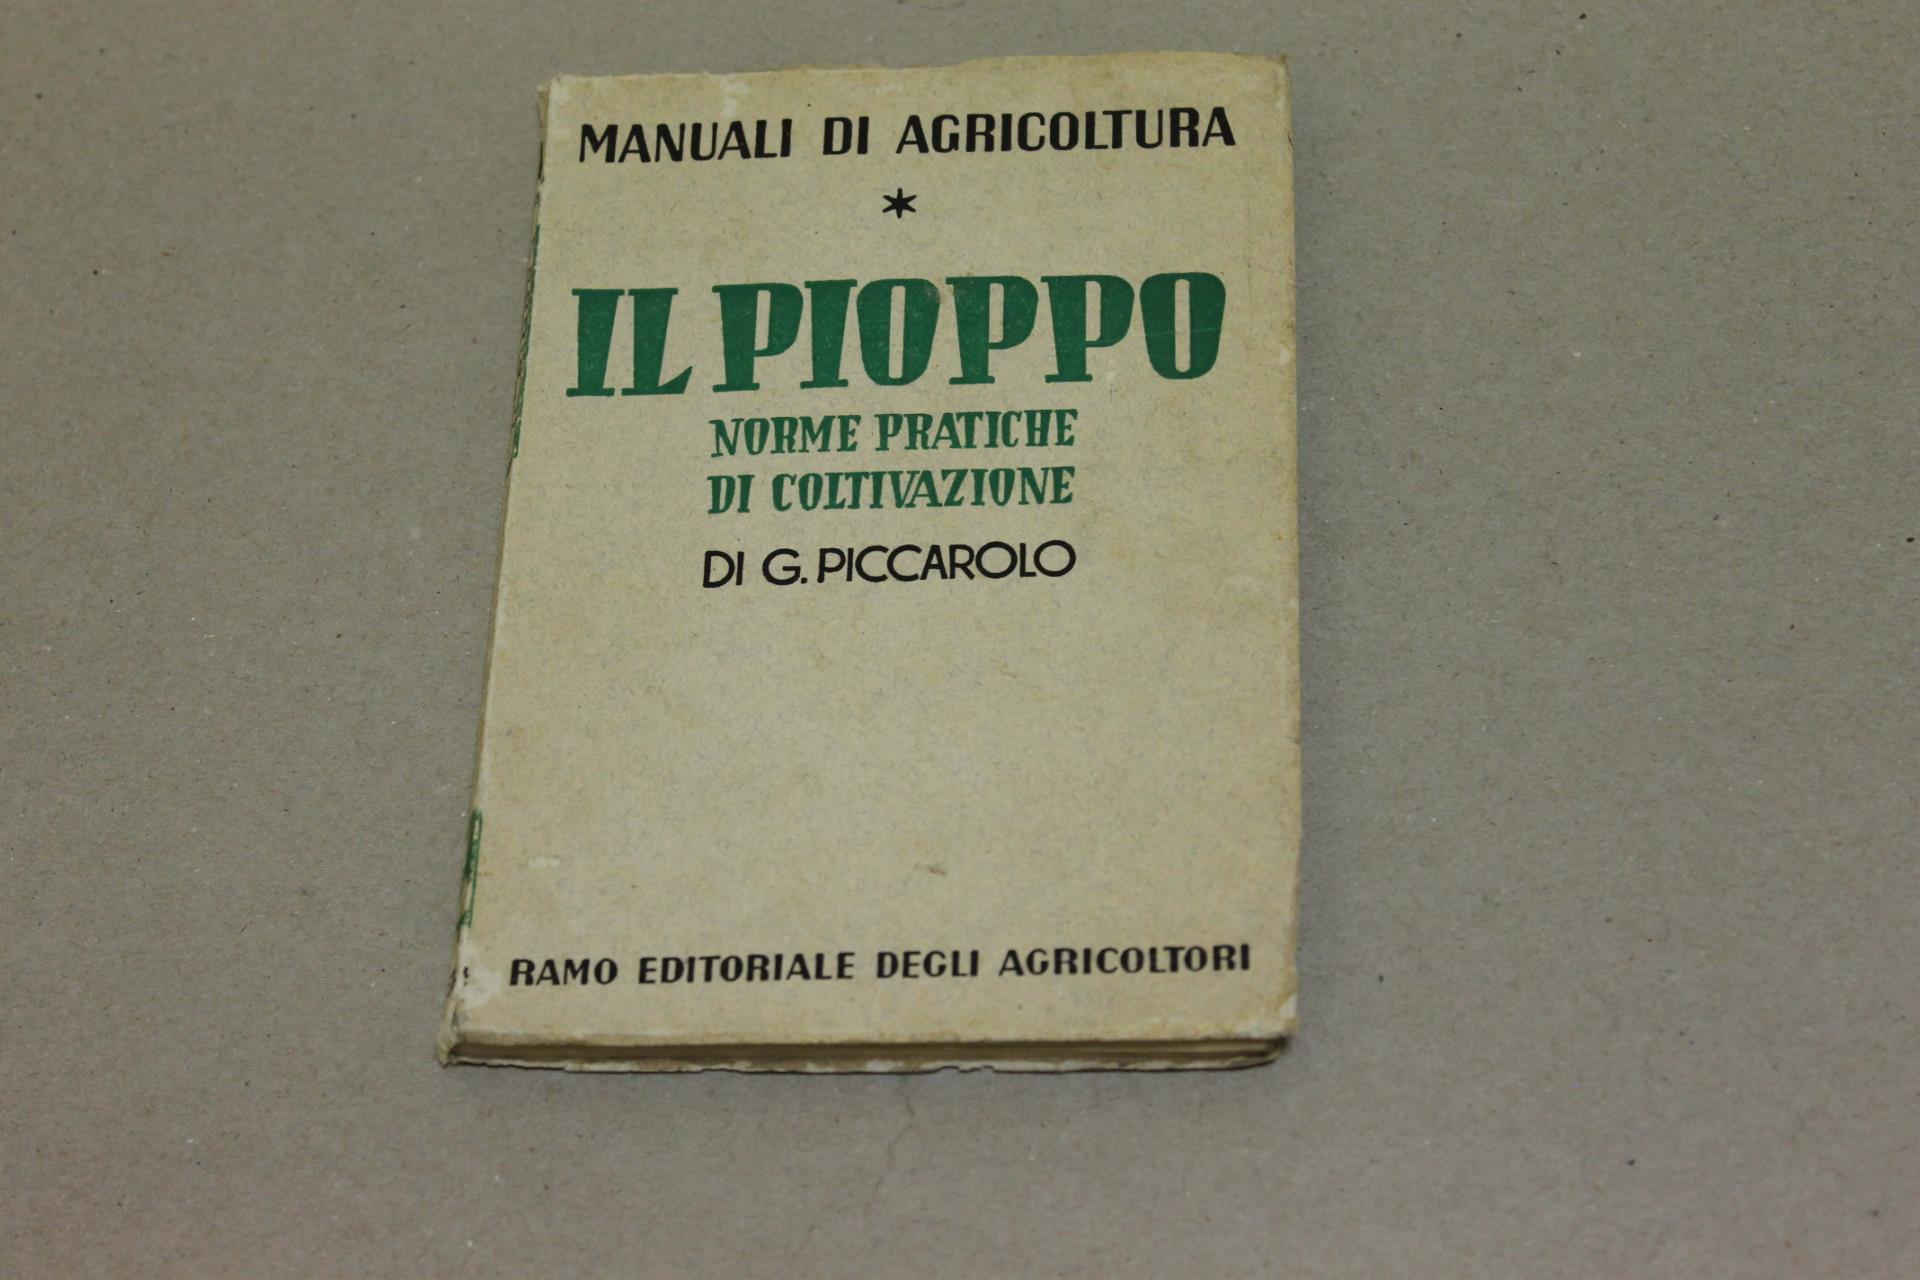 MANUALI DI AGRICOLTURA
*
IL PIOPPO
NORME PRATICHE
DI COLTIVAZIONE
DI G. PICCAROLO
RAMO EDITORIALE DEGLI AGRICOLTORI